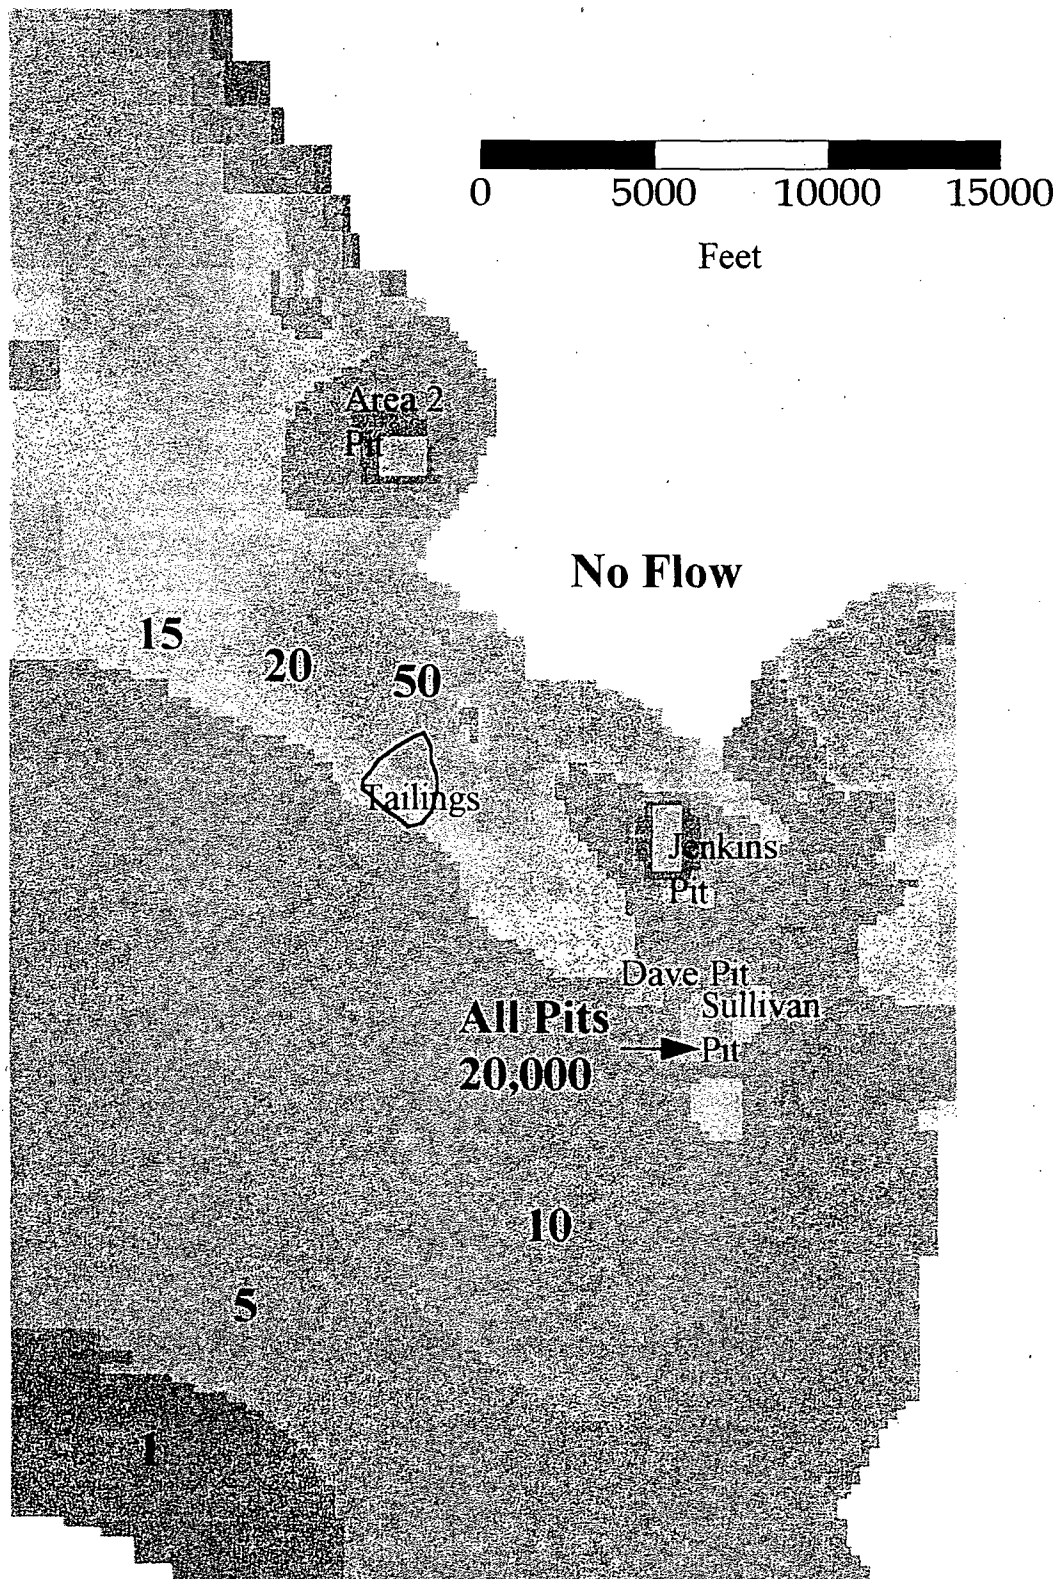 0 5000 10000 15000
Feet
Area 2
Pit
No Flow
15
20
50
Tailings
Jenkins
Pit
Dave Pit
Sullivan
Pit
All Pits
20,000
10
5
1